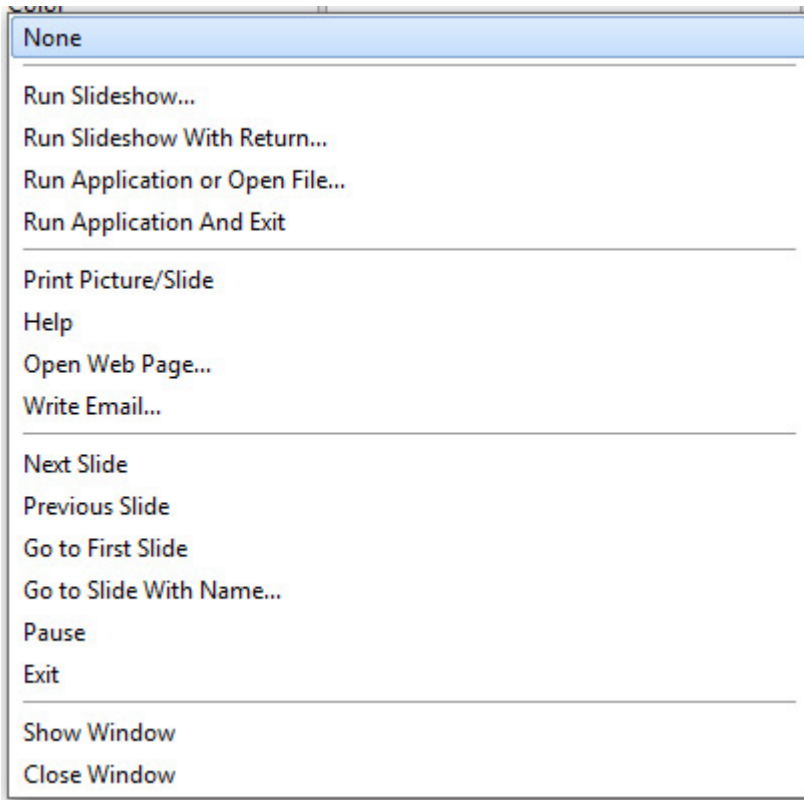 Color
None
Run Slideshow...
Run Slideshow With Return...
Run Application or Open File...
Run Application And Exit
Print Picture/Slide
Help
Open Web Page...
Write Email...
Next Slide
Previous Slide
Go to First Slide
Go to Slide With Name...
Pause
Exit
Show Window
Close Window